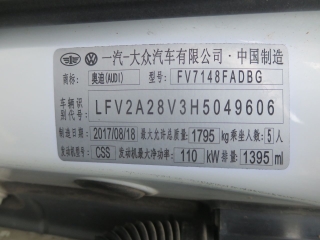 一汽-大众汽车有限公司·中国制造
商标: 奥迪(AUDI) 型号: FV7148FADBG
车辆识别代号: LFV2A28V3H5049606
制造日期: 2017/08/18 最大允许总质量: 1795 kg 乘坐人数: 5 人
发动机型号: CSS 发动机最大净功率: 110 kW 排量: 1395 ml